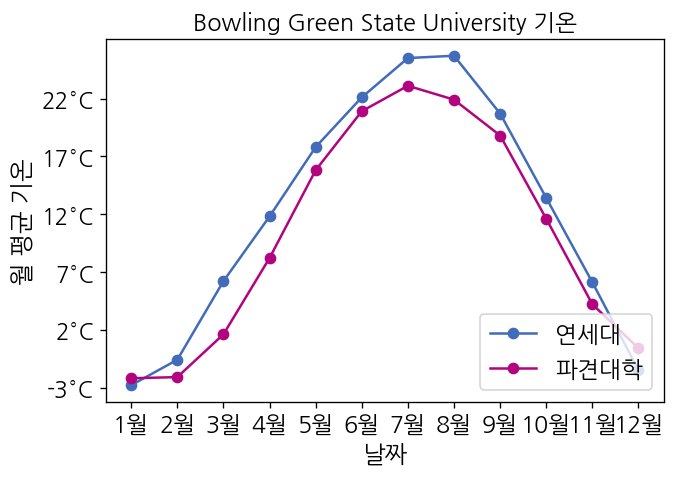 Bowling Green State University 기온
월 평균 기온
22˚C
17˚C
12˚C
7˚C
2˚C
-3˚C
연세대
파견대학
1월 2월 3월 4월 5월 6월 7월 8월 9월 10월 11월 12월
날짜